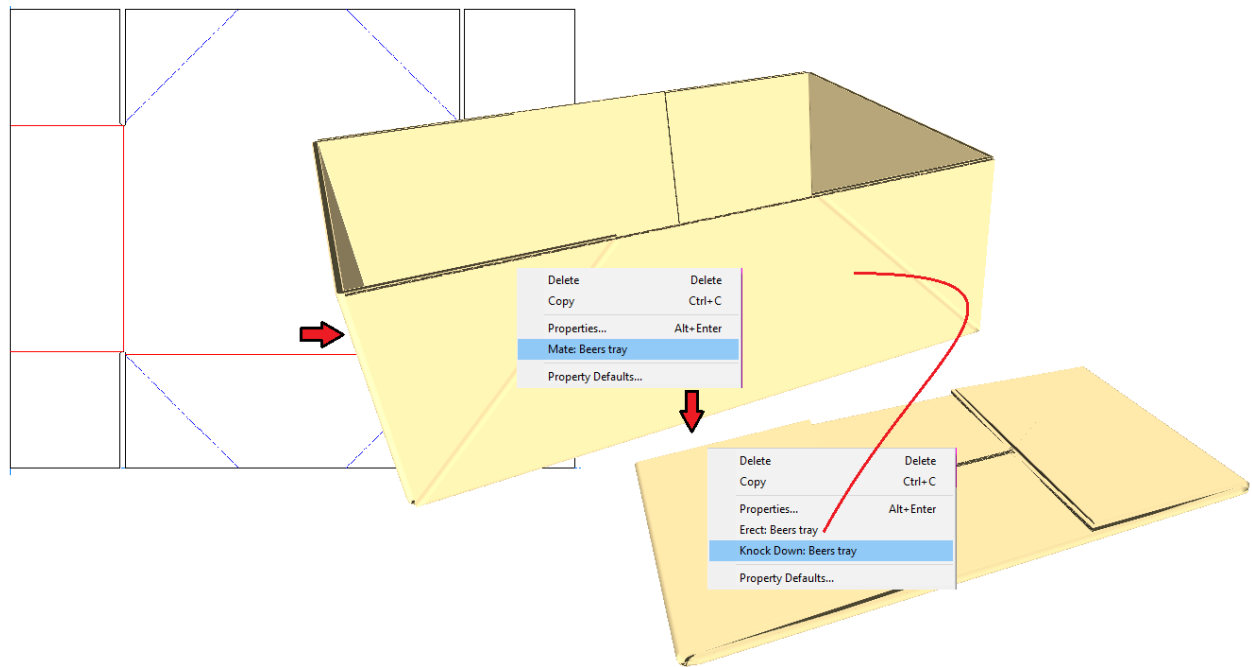 Delete Delete
Copy Ctrl+C
Properties... Alt+Enter
Mate: Beers tray
Property Defaults...
Delete Delete
Copy Ctrl+C
Properties... Alt+Enter
Erect: Beers tray
Knock Down: Beers tray
Property Defaults...